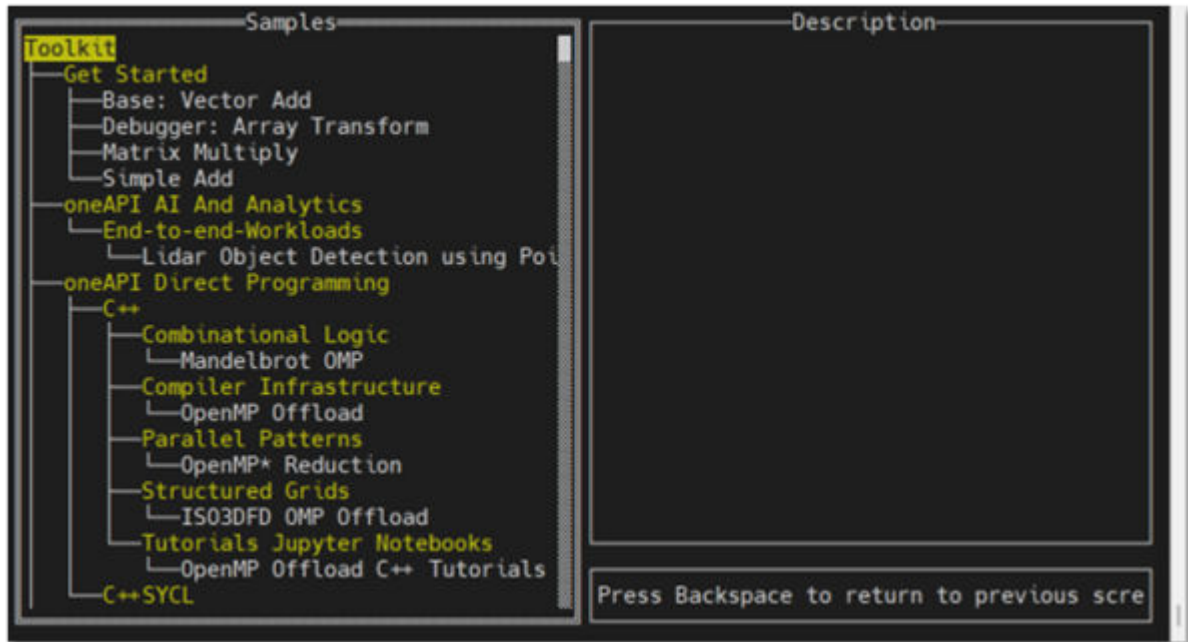 Samples
Toolkit
Get Started
Base: Vector Add
Debugger: Array Transform
Matrix Multiply
Simple Add
oneAPI AI And Analytics
End-to-end-Workloads
Lidar Object Detection using Poi
oneAPI Direct Programming
C++
Combinational Logic
Mandelbrot OMP
Compiler Infrastructure
OpenMP Offload
Parallel Patterns
OpenMP* Reduction
Structured Grids
ISO3DFD OMP Offload
Tutorials Jupyter Notebooks
OpenMP Offload C++ Tutorials
C++SYCL
Description
Press Backspace to return to previous scre